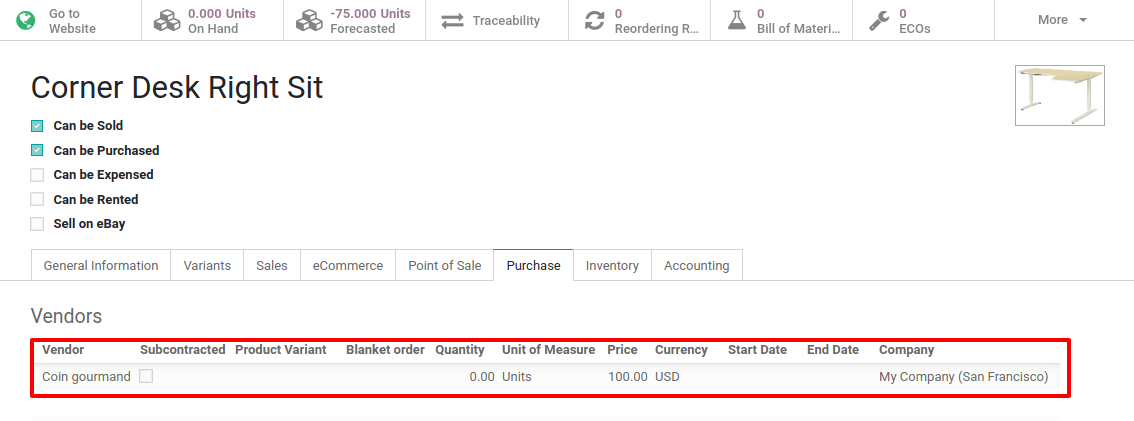 Go to Website
0.000 Units On Hand
-75.000 Units Forecasted
Traceability
0 Reordering R...
0 Bill of Materi...
0 ECOs
More
Corner Desk Right Sit
Can be Sold
Can be Purchased
Can be Expensed
Can be Rented
Sell on eBay
General Information Variants Sales eCommerce Point of Sale Purchase Inventory Accounting
Vendors
Vendor Subcontracted Product Variant Blanket order Quantity Unit of Measure Price Currency Start Date End Date Company
Coin gourmand 0.00 Units 100.00 USD My Company (San Francisco)